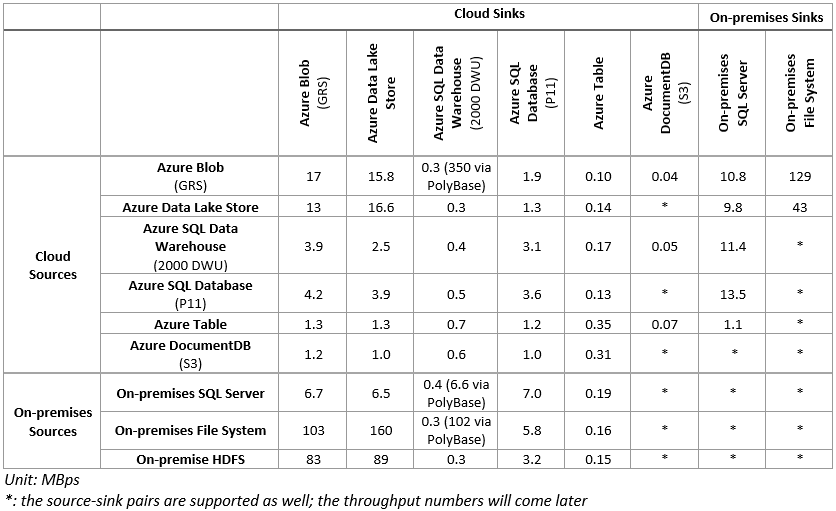 Cloud Sinks On-premises Sinks
Azure Blob
(GRS)
Azure Data Lake
Store
Azure SQL Data
Warehouse
(2000 DWU)
Azure SQL
Database
(P11)
Azure Table
Azure
DocumentDB
(S3)
On-premises
SQL Server
On-premises
File System
Cloud
Sources
Azure Blob
(GRS)
17 15.8 0.3 (350 via
PolyBase)
1.9 0.10 0.04 10.8 129
Azure Data Lake Store 13 16.6 0.3 1.3 0.14 * 9.8 43
Azure SQL Data
Warehouse
(2000 DWU)
3.9 2.5 0.4 3.1 0.17 0.05 11.4 *
Azure SQL Database
(P11)
4.2 3.9 0.5 3.6 0.13 * 13.5 *
Azure Table 1.3 1.3 0.7 1.2 0.35 0.07 1.1 *
Azure DocumentDB
(S3)
1.2 1.0 0.6 1.0 0.31 * * *
On-premises
Sources
On-premises SQL Server 6.7 6.5 0.4 (6.6 via
PolyBase)
7.0 0.19 * * *
On-premises File System 103 160 0.3 (102 via
PolyBase)
5.8 0.16 * * *
On-premise HDFS 83 89 0.3 3.2 0.15 * * *
Unit: MBps
*: the source-sink pairs are supported as well; the throughput numbers will come later